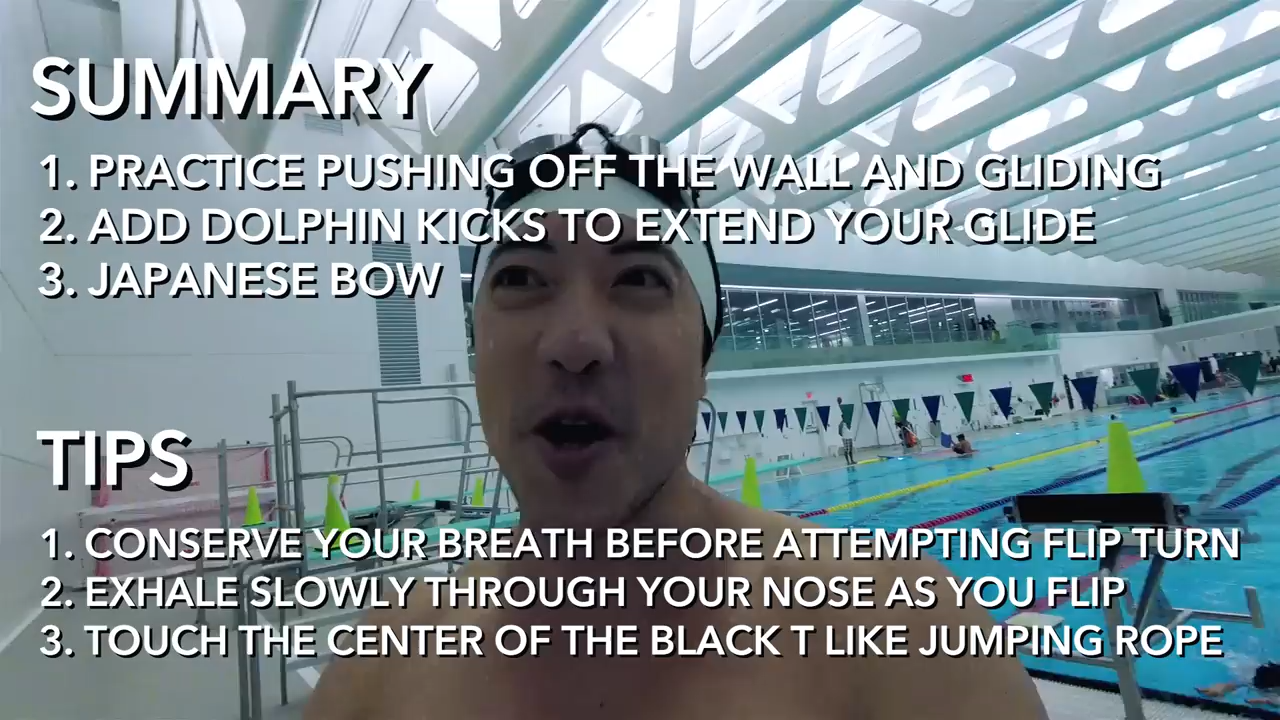 SUMMARY
1. PRACTICE PUSHING OFF THE WALL AND GLIDING
2. ADD DOLPHIN KICKS TO EXTEND YOUR GLIDE
3. JAPANESE BOW
TIPS
1. CONSERVE YOUR BREATH BEFORE ATTEMPTING FLIP TURN
2. EXHALE SLOWLY THROUGH YOUR NOSE AS YOU FLIP
3. TOUCH THE CENTER OF THE BLACK T LIKE JUMPING ROPE